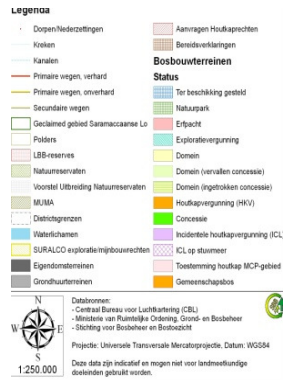 Legenda
Dorpen/Nederzettingen
Kreken
Kanalen
Primaire wegen, verhard
Primaire wegen, onverhard
Secundaire wegen
Geclaimed gebied Saramaccaanse Lo
Polders
LBB-reserves
Natuurreservaten
Voorstel Uitbreiding Natuurreservaten
MUMA
Districtsgrenzen
Waterlichamen
SURALCO exploratie/mijnbouwrechten
Eigendomsterreinen
Grondhuurterreinen
Aanvragen Houtkaprechten
Bereidsverklaringen
Bosbouwterreinen
Status
Ter beschikking gesteld
Natuurpark
Erfpacht
Exploratievergunning
Domein
Domein (vervallen concessie)
Domein (ingetrokken concessie)
Houtkapvergunning (HKV)
Concessie
Incidentele houtkapvergunning (ICL)
ICL op stuwmeer
Toestemming houtkap MCP-gebied
Gemeenschapsbos
N
W
E
S
1:250.000
Databronnen:
- Centraal Bureau voor Luchtkartering (CBL)
- Ministerie van Ruimtelijke Ordening, Grond- en Bosbeheer
- Stichting voor Bosbeheer en Bostoezicht
Projectie: Universele Transversale Mercatorprojectie, Datum: WGS84
Deze data zijn indicatief en mogen niet voor landmeetkundige
doeleinden gebruikt worden.